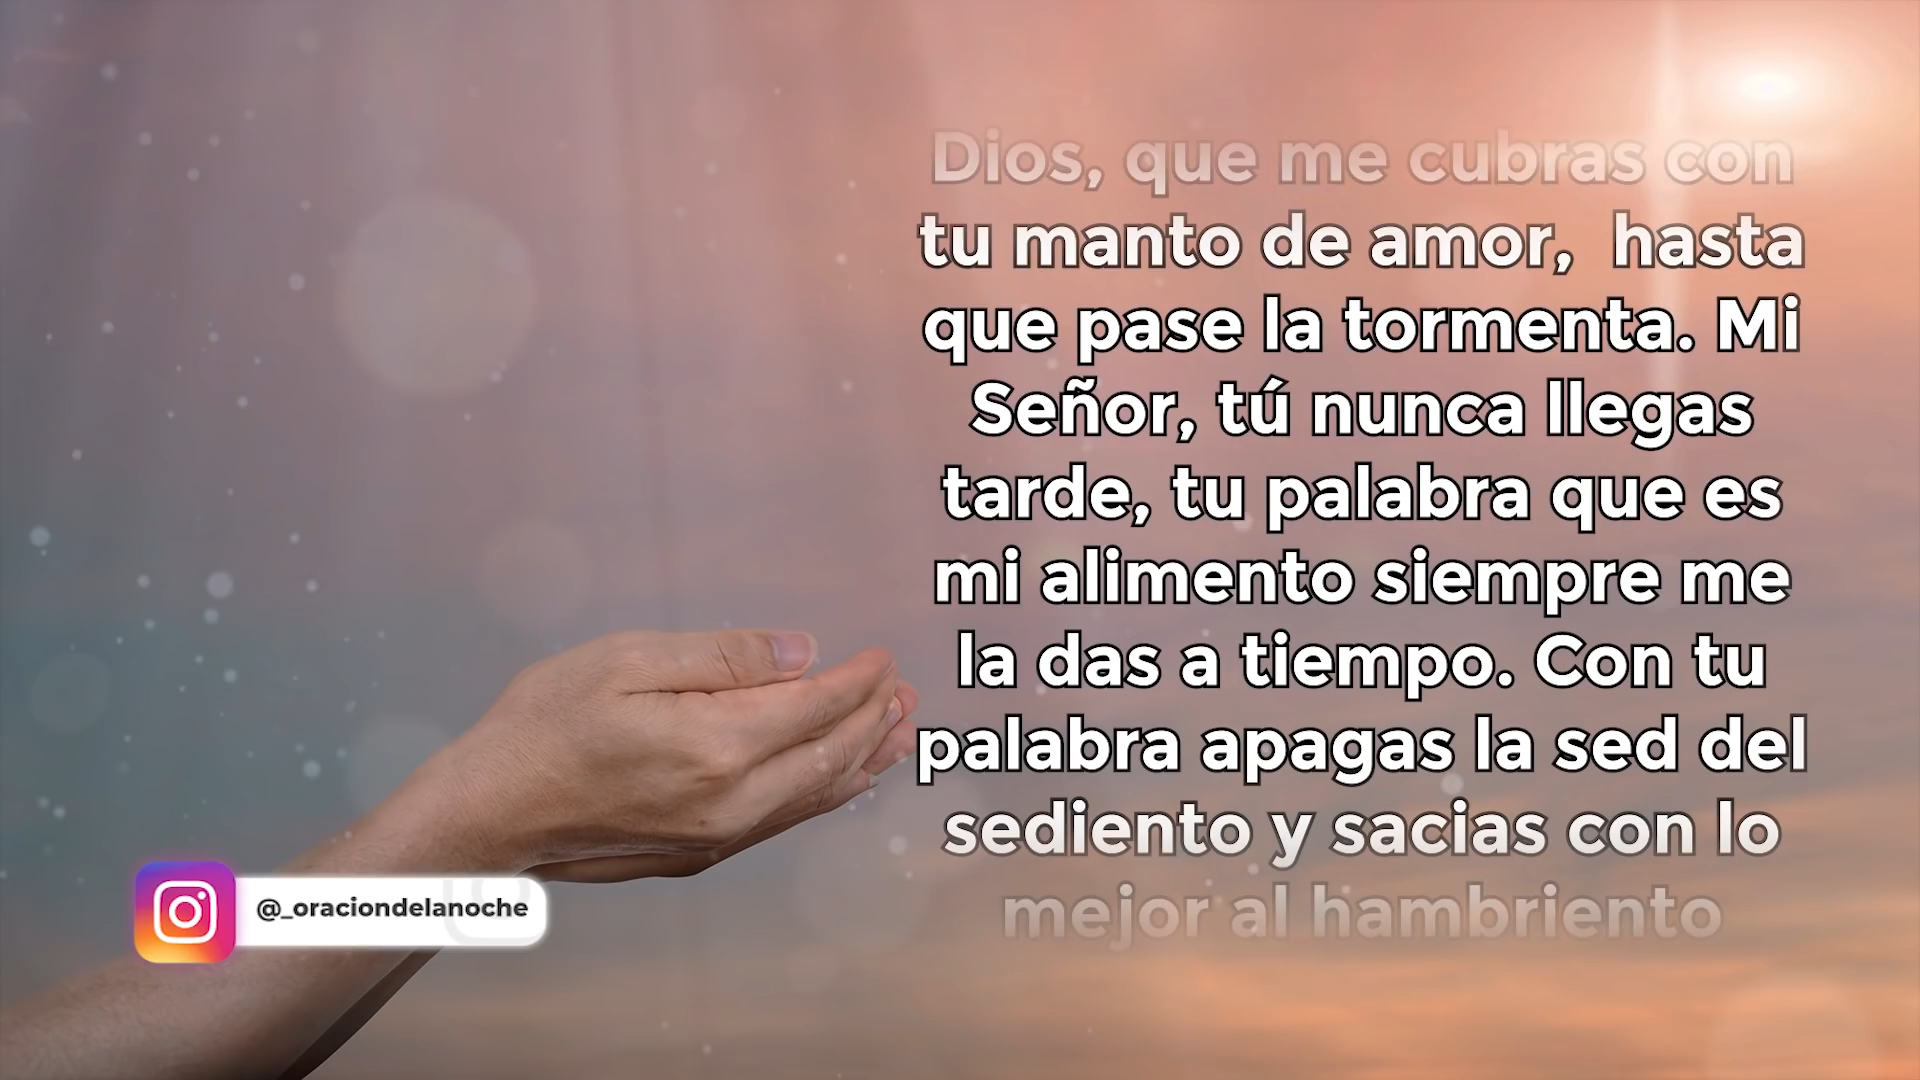 Dios, que me cubras con
tu manto de amor,  hasta
que pase la tormenta. Mi
Señor, tú nunca llegas
tarde, tu palabra que es
mi alimento siempre me
la das a tiempo. Con tu
palabra apagas la sed del
sediento y sacias con lo
mejor al hambriento
@_oraciondelanoche